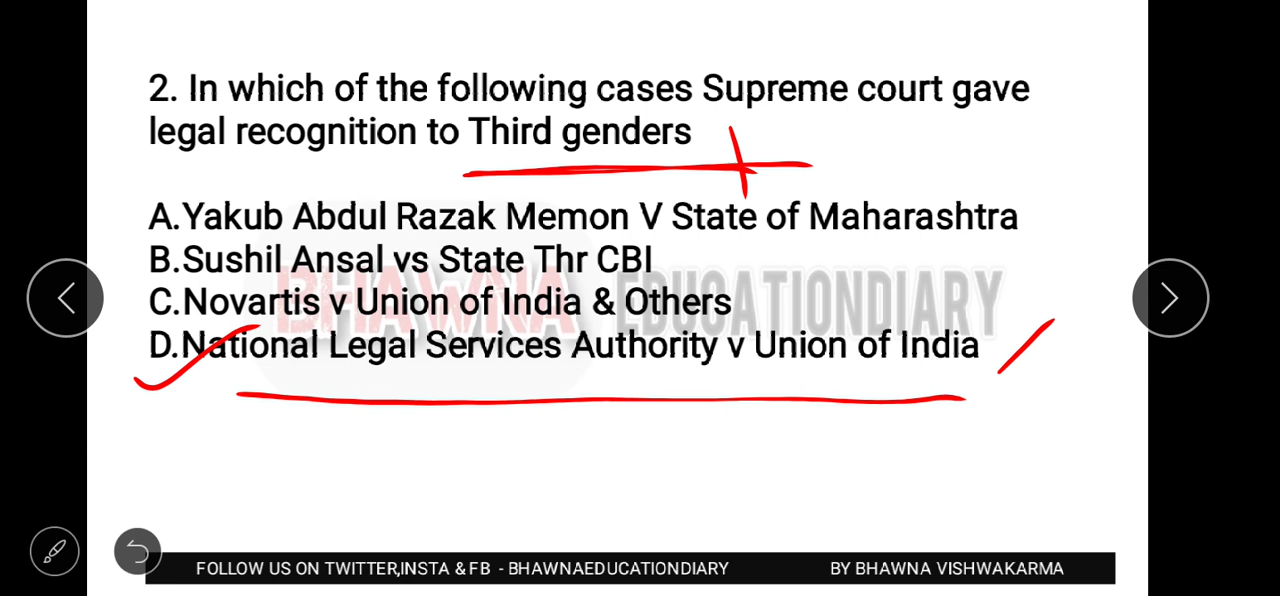 2. In which of the following cases Supreme court gave
legal recognition to Third genders
A.Yakub Abdul Razak Memon V State of Maharashtra
B.Sushil Ansal vs State Thr CBI
C.Novartis v Union of India & Others
BHAWNA EDUCATIONDIARY
D.National Legal Services Authority v Union of India
FOLLOW US ON TWITTER,INSTA & FB - BHAWNAEDUCATIONDIARY BY BHAWNA VISHWAKARMA